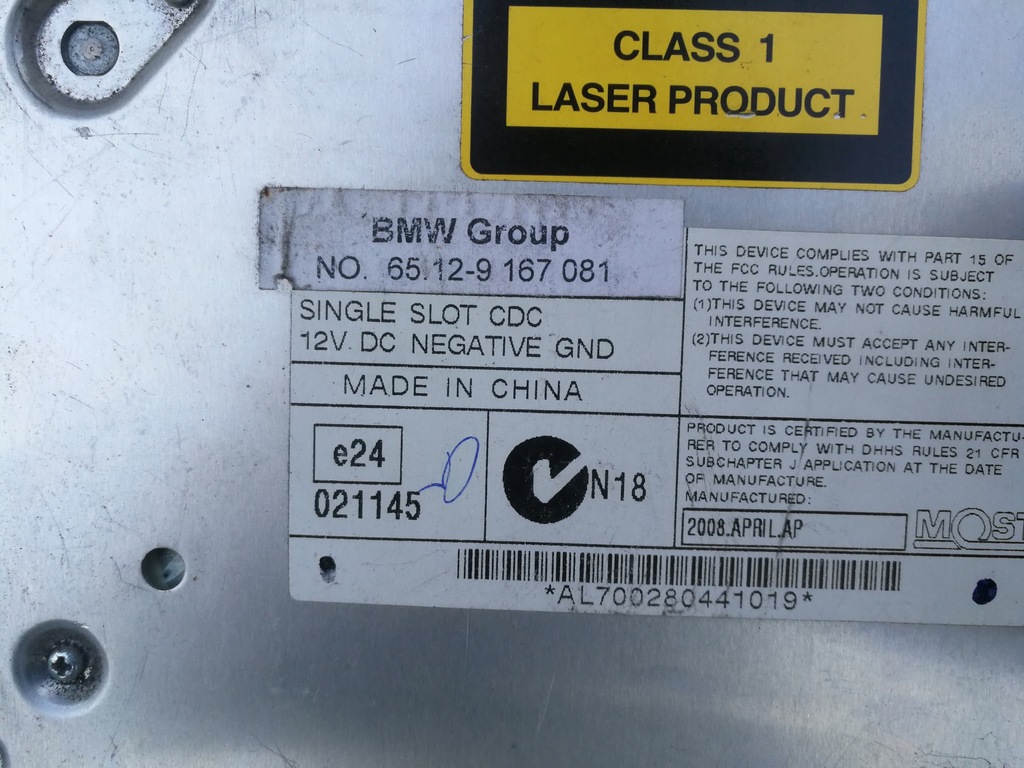 CLASS 1
LASER PRODUCT
BMW Group
NO. 65.12-9 167 081
SINGLE SLOT CDC
12V DC NEGATIVE GND
MADE IN CHINA
e24
021145
N18
THIS DEVICE COMPLIES WITH PART 15 OF
THE FCC RULES.OPERATION IS SUBJECT
TO THE FOLLOWING TWO CONDITIONS:
(1)THIS DEVICE MAY NOT CAUSE HARMFUL
INTERFERENCE.
(2)THIS DEVICE MUST ACCEPT ANY INTER-
FERENCE RECEIVED INCLUDING INTER-
FERENCE THAT MAY CAUSE UNDESIRED
OPERATION.
PRODUCT IS CERTIFIED BY THE MANUFACTU-
RER TO COMPLY WITH DHHS RULES 21 CFR
SUBCHAPTER J APPLICATION AT THE DATE
OF MANUFACTURE.
MANUFACTURED:
2008.APRIL.AP
MOST
*AL700280441019*